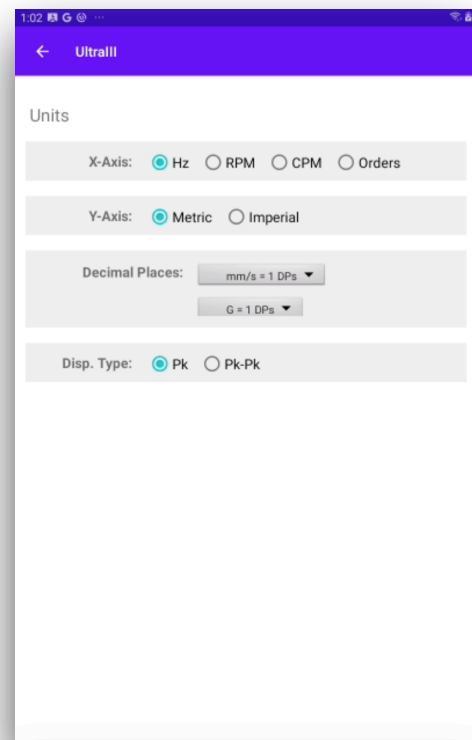 1:02 G ···
UltraIII
Units
X-Axis: Hz RPM CPM Orders
Y-Axis: Metric Imperial
Decimal Places: mm/s = 1 DPs
G = 1 DPs
Disp. Type: Pk Pk-Pk